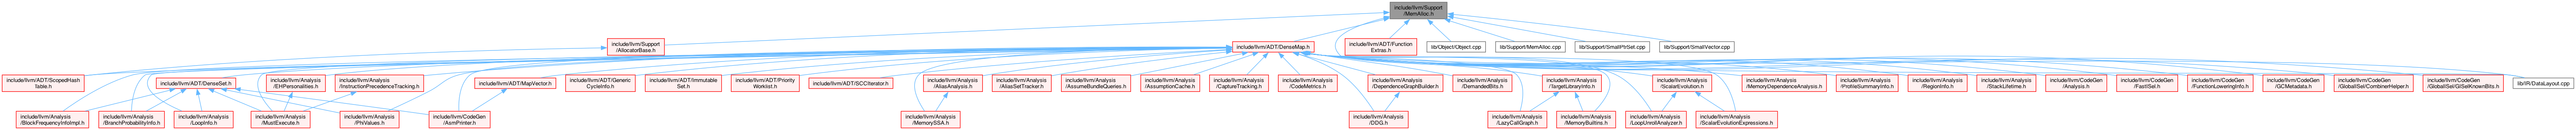 include/llvm/Support
/MemAlloc.h
include/llvm/Support
/AllocatorBase.h
include/llvm/ADT/DenseMap.h
include/llvm/ADT/Function
Extras.h
lib/Object/Object.cpp
lib/Support/MemAlloc.cpp
lib/Support/SmallPtrSet.cpp
lib/Support/SmallVector.cpp
include/llvm/ADT/ScopedHash
Table.h
include/llvm/ADT/DenseSet.h
include/llvm/Analysis
/EHPersonalities.h
include/llvm/Analysis
/InstructionPrecedenceTracking.h
include/llvm/ADT/MapVector.h
include/llvm/ADT/Generic
CycleInfo.h
include/llvm/ADT/Immutable
Set.h
include/llvm/ADT/Priority
Worklist.h
include/llvm/ADT/SCCIterator.h
include/llvm/Analysis
/AliasAnalysis.h
include/llvm/Analysis
/AliasSetTracker.h
include/llvm/Analysis
/AssumeBundleQueries.h
include/llvm/Analysis
/AssumptionCache.h
include/llvm/Analysis
/CaptureTracking.h
include/llvm/Analysis
/CodeMetrics.h
include/llvm/Analysis
/DependenceGraphBuilder.h
include/llvm/Analysis
/DemandedBits.h
include/llvm/Analysis
/TargetLibraryInfo.h
include/llvm/Analysis
/ScalarEvolution.h
include/llvm/Analysis
/MemoryDependenceAnalysis.h
include/llvm/Analysis
/ProfileSummaryInfo.h
include/llvm/Analysis
/RegionInfo.h
include/llvm/Analysis
/StackLifetime.h
include/llvm/CodeGen
/Analysis.h
include/llvm/CodeGen
/FastISel.h
include/llvm/CodeGen
/FunctionLoweringInfo.h
include/llvm/CodeGen
/GCMetadata.h
include/llvm/CodeGen
/GlobalISel/CombinerHelper.h
include/llvm/CodeGen
/GlobalISel/GISelKnownBits.h
lib/IR/DataLayout.cpp
include/llvm/Analysis
/BlockFrequencyInfoImpl.h
include/llvm/Analysis
/BranchProbabilityInfo.h
include/llvm/Analysis
/LoopInfo.h
include/llvm/Analysis
/MustExecute.h
include/llvm/Analysis
/PhiValues.h
include/llvm/CodeGen
/AsmPrinter.h
include/llvm/Analysis
/MemorySSA.h
include/llvm/Analysis
/DDG.h
include/llvm/Analysis
/LazyCallGraph.h
include/llvm/Analysis
/MemoryBuiltins.h
include/llvm/Analysis
/LoopUnrollAnalyzer.h
include/llvm/Analysis
/ScalarEvolutionExpressions.h